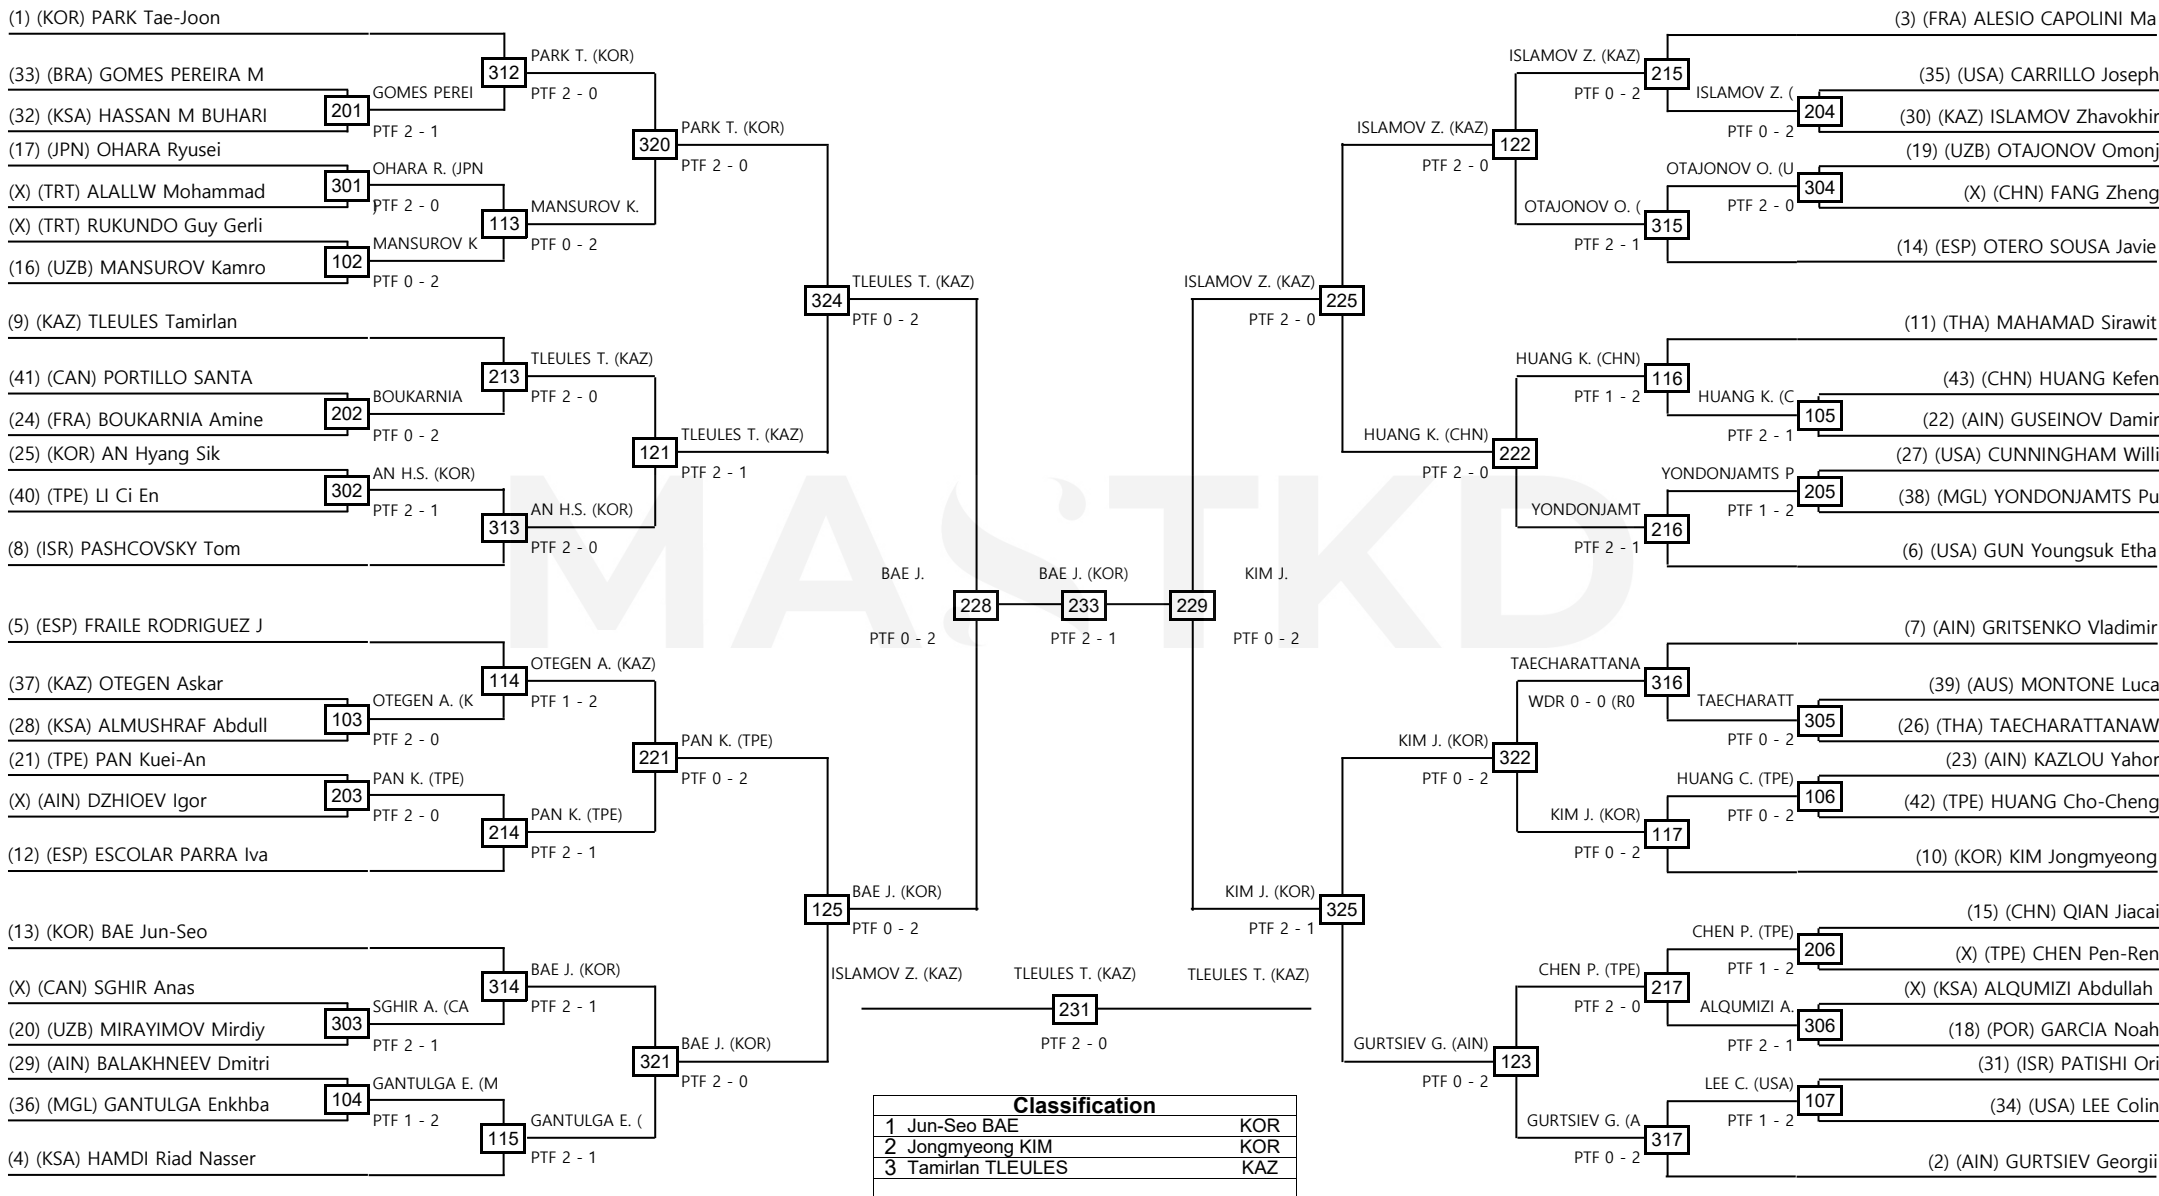 (1) (KOR) PARK Tae-Joon
(33) (BRA) GOMES PEREIRA M
(32) (KSA) HASSAN M BUHARI
(17) (JPN) OHARA Ryusei
(X) (TRT) ALALLW Mohammad
(X) (TRT) RUKUNDO Guy Gerli
(16) (UZB) MANSUROV Kamro
(9) (KAZ) TLEULES Tamirlan
(41) (CAN) PORTILLO SANTA
(24) (FRA) BOUKARNIA Amine
(25) (KOR) AN Hyang Sik
(40) (TPE) LI Ci En
(8) (ISR) PASHCOVSKY Tom
(5) (ESP) FRAILE RODRIGUEZ J
(37) (KAZ) OTEGEN Askar
(28) (KSA) ALMUSHRAF Abdull
(21) (TPE) PAN Kuei-An
(X) (AIN) DZHIOEV Igor
(12) (ESP) ESCOLAR PARRA Iva
(13) (KOR) BAE Jun-Seo
(X) (CAN) SGHIR Anas
(20) (UZB) MIRAYIMOV Mirdiy
(29) (AIN) BALAKHNEEV Dmitri
(36) (MGL) GANTULGA Enkhba
(4) (KSA) HAMDI Riad Nasser
201
GOMES PEREI
PTF 2 - 1
301
OHARA R. (JPN
)
PTF 2 - 0
102
MANSUROV K
PTF 0 - 2
202
BOUKARNIA
PTF 0 - 2
302
AN H.S. (KOR)
PTF 2 - 1
103
OTEGEN A. (K
PTF 2 - 0
203
PAN K. (TPE)
PTF 2 - 0
303
SGHIR A. (CA
PTF 2 - 1
104
GANTULGA E. (M
PTF 1 - 2
312
PARK T. (KOR)
PTF 2 - 0
113
MANSUROV K.
PTF 0 - 2
213
TLEULES T. (KAZ)
PTF 2 - 0
313
AN H.S. (KOR)
PTF 2 - 0
114
OTEGEN A. (KAZ)
PTF 1 - 2
214
PAN K. (TPE)
PTF 2 - 1
314
BAE J. (KOR)
PTF 2 - 1
115
GANTULGA E. (
PTF 2 - 1
320
PARK T. (KOR)
PTF 2 - 0
121
TLEULES T. (KAZ)
PTF 2 - 1
221
PAN K. (TPE)
PTF 0 - 2
321
BAE J. (KOR)
PTF 2 - 0
324
TLEULES T. (KAZ)
PTF 0 - 2
125
BAE J. (KOR)
PTF 0 - 2
MASTKD
BAE J.
228
PTF 0 - 2
BAE J. (KOR)
233
PTF 2 - 1
KIM J.
229
PTF 0 - 2
ISLAMOV Z. (KAZ)
TLEULES T. (KAZ)
TLEULES T. (KAZ)
231
PTF 2 - 0
Classification
1 Jun-Seo BAE KOR
2 Jongmyeong KIM KOR
3 Tamirlan TLEULES KAZ
ISLAMOV Z. (KAZ)
225
PTF 2 - 0
KIM J. (KOR)
325
PTF 2 - 1
ISLAMOV Z. (KAZ)
122
PTF 2 - 0
HUANG K. (CHN)
222
PTF 2 - 0
KIM J. (KOR)
322
PTF 0 - 2
GURTSIEV G. (AIN)
123
PTF 0 - 2
ISLAMOV Z. (KAZ)
215
PTF 0 - 2
OTAJONOV O. (
315
PTF 2 - 1
HUANG K. (CHN)
116
PTF 1 - 2
YONDONJAMT
216
PTF 2 - 1
TAECHARATTANA
316
WDR 0 - 0 (R0
KIM J. (KOR)
117
PTF 0 - 2
CHEN P. (TPE)
217
PTF 2 - 0
GURTSIEV G. (A
317
PTF 0 - 2
ISLAMOV Z. (
204
PTF 0 - 2
OTAJONOV O. (U
304
PTF 2 - 0
HUANG K. (C
105
PTF 2 - 1
YONDONJAMTS P
205
PTF 1 - 2
TAECHARATT
305
PTF 0 - 2
HUANG C. (TPE)
106
PTF 0 - 2
CHEN P. (TPE)
206
PTF 1 - 2
ALQUMIZI A.
306
PTF 2 - 1
LEE C. (USA)
107
PTF 1 - 2
(3) (FRA) ALESIO CAPOLINI Ma
(35) (USA) CARRILLO Joseph
(30) (KAZ) ISLAMOV Zhavokhir
(19) (UZB) OTAJONOV Omonj
(X) (CHN) FANG Zheng
(14) (ESP) OTERO SOUSA Javie
(11) (THA) MAHAMAD Sirawit
(43) (CHN) HUANG Kefen
(22) (AIN) GUSEINOV Damir
(27) (USA) CUNNINGHAM Willi
(38) (MGL) YONDONJAMTS Pu
(6) (USA) GUN Youngsuk Etha
(7) (AIN) GRITSENKO Vladimir
(39) (AUS) MONTONE Luca
(26) (THA) TAECHARATTANAW
(23) (AIN) KAZLOU Yahor
(42) (TPE) HUANG Cho-Cheng
(10) (KOR) KIM Jongmyeong
(15) (CHN) QIAN Jiacai
(X) (TPE) CHEN Pen-Ren
(X) (KSA) ALQUMIZI Abdullah
(18) (POR) GARCIA Noah
(31) (ISR) PATISHI Ori
(34) (USA) LEE Colin
(2) (AIN) GURTSIEV Georgii